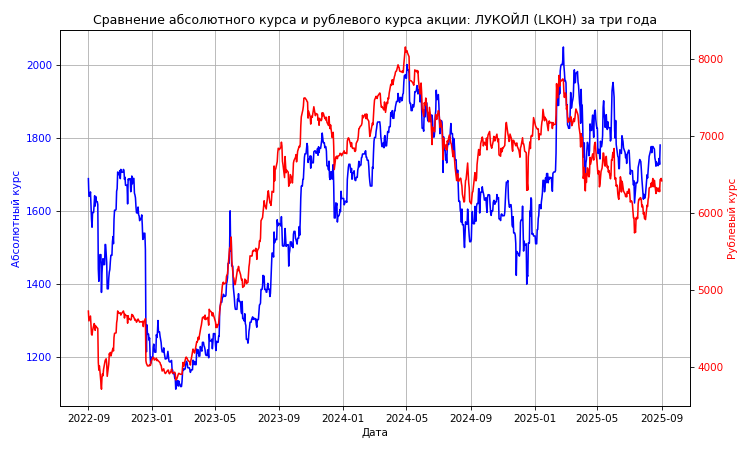 Сравнение абсолютного курса и рублевого курса акции: ЛУКОЙЛ (LKOH) за три года
2000
1800
1600
1400
1200
Абсолютный курс
8000
7000
6000
5000
4000
Рублевый курс
2022-09 2023-01 2023-05 2023-09 2024-01 2024-05 2024-09 2025-01 2025-05 2025-09
Дата